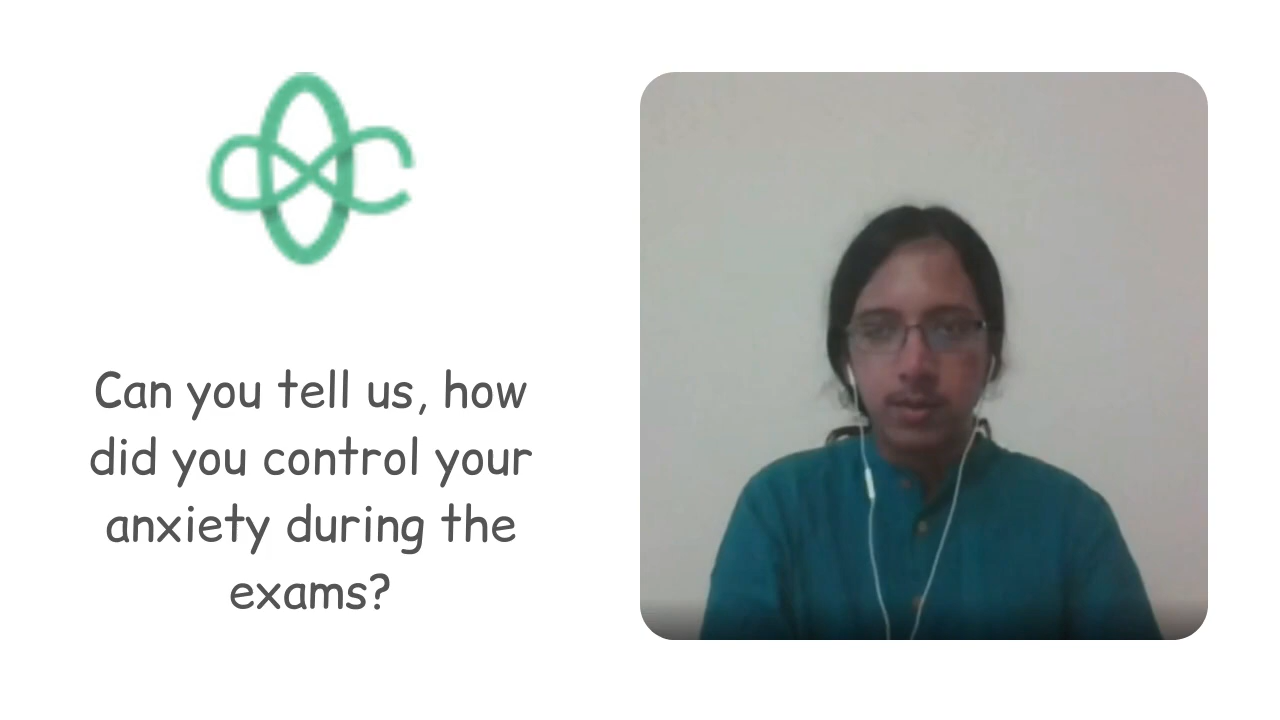 Can you tell us, how
did you control your
anxiety during the
exams?